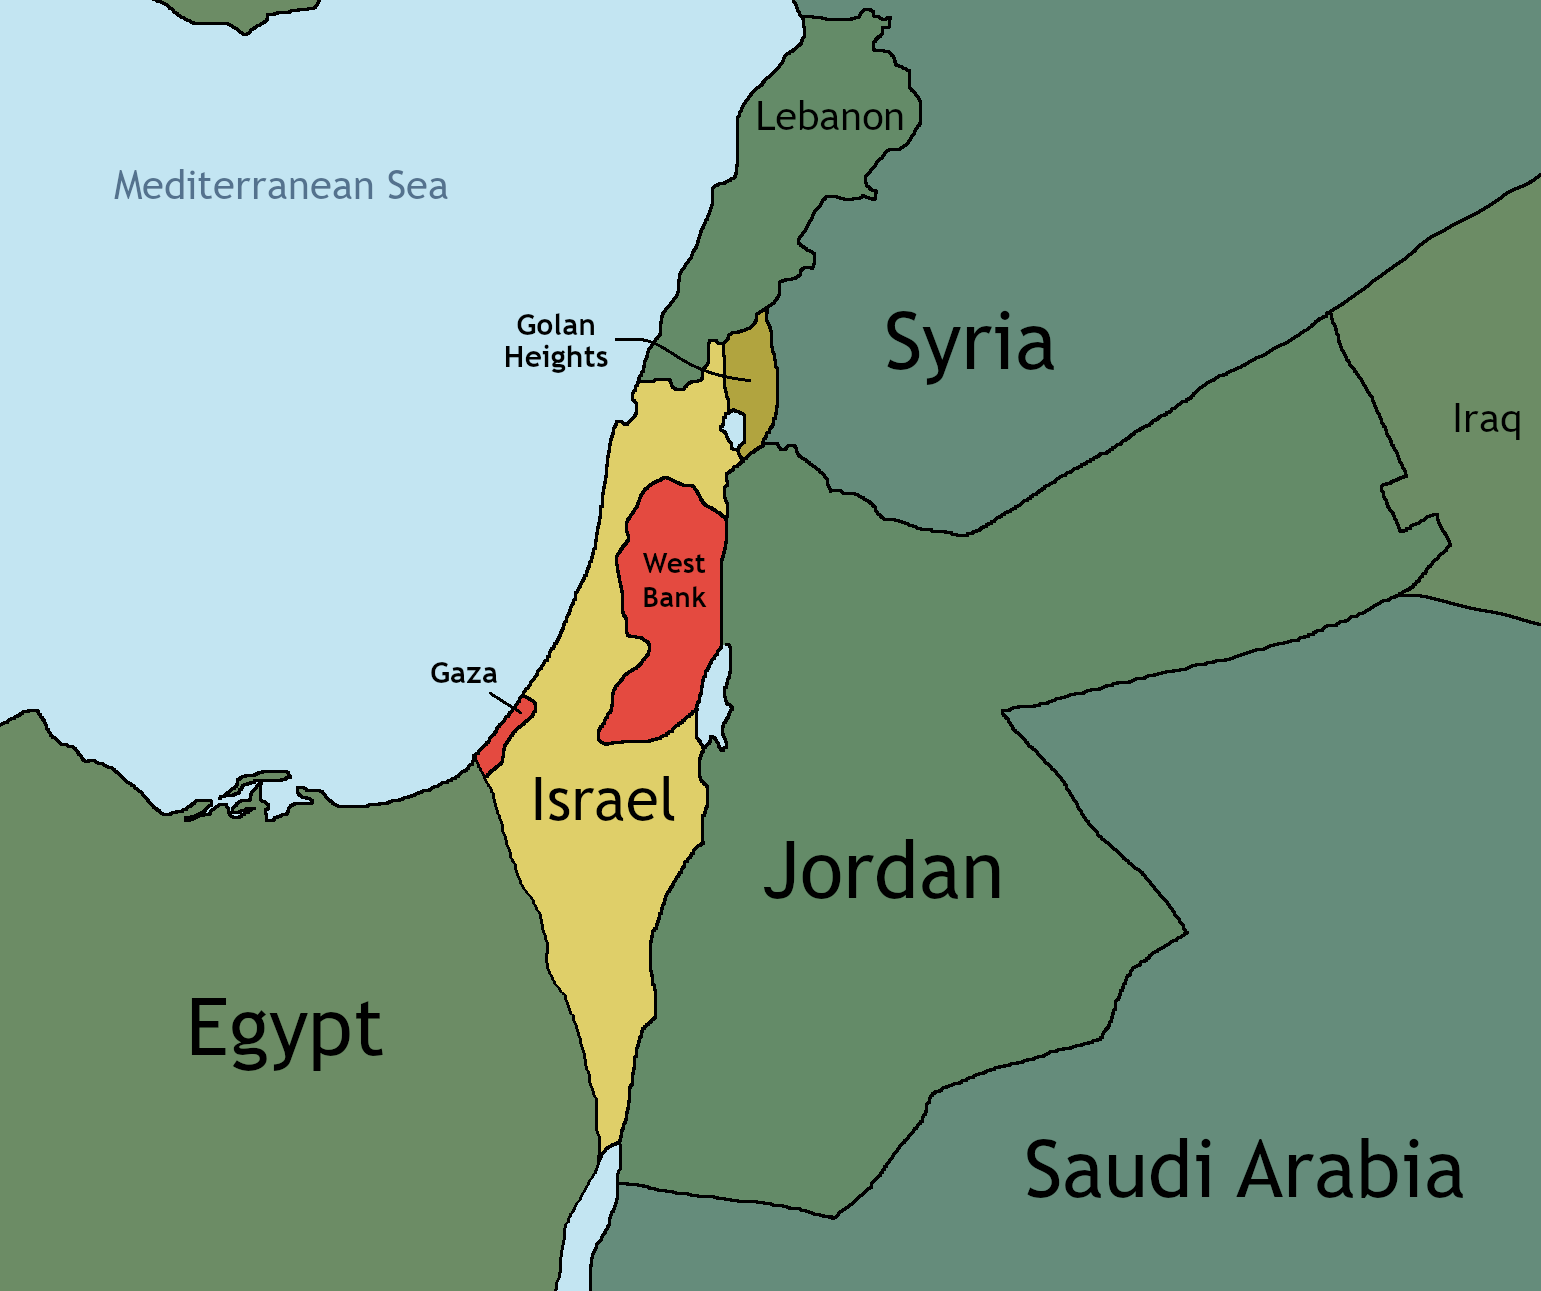 Lebanon
Mediterranean Sea
Golan
Heights
Syria
Iraq
West
Bank
Gaza
Israel
Jordan
Egypt
Saudi Arabia